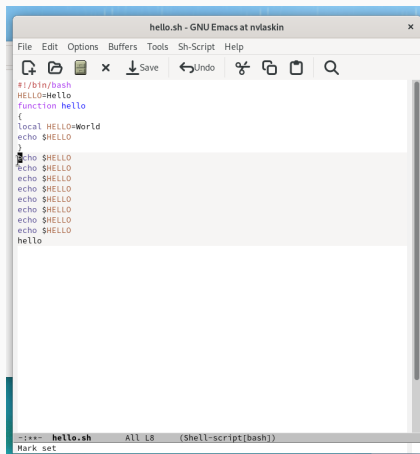 hello.sh - GNU Emacs at nvlaskin
File Edit Options Buffers Tools Sh-Script Help
Save Undo
#!/bin/bash
HELLO=Hello
function hello
{
local HELLO=World
echo $HELLO
}
echo $HELLO
echo $HELLO
echo $HELLO
echo $HELLO
echo $HELLO
echo $HELLO
echo $HELLO
echo $HELLO
hello
-:**- hello.sh All L8 (Shell-script[bash])
Mark set